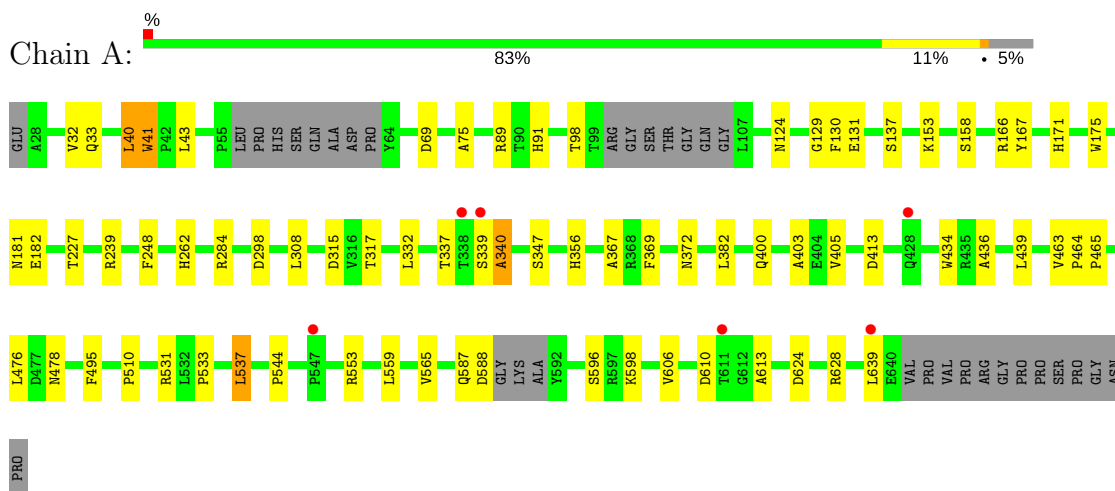 %
Chain A:
83% 11% • 5%
GLU A28 V32 Q33 L40 W41 P42 L43 P55 LEU PRO HIS SER GLN ALA ASP PRO Y64 D69 A75 R89 T90 H91 T98 T99 ARG GLY SER THR GLY GLN GLY L107 N124 G129 F130 E131 S137 K153 S158 R166 Y167 H171 W175
N181 E182 T227 R239 F248 H262 R284 D298 L308 D315 V316 T317 L332 T337 T338 S339 A340 S347 H356 A367 R368 F369 N372 L382 Q400 A403 E404 V405 D413 Q428 W434 R435 A436 L439 V463 P464 P465
L476 D477 N478 F495 P510 R531 L532 P533 L537 P544 P547 R553 L559 V565 Q587 D588 GLY LYS ALA Y592 S596 R597 K598 V606 D610 T611 G612 A613 D624 R628 L639 E640 VAL PRO VAL PRO ARG GLY PRO PRO SER PRO GLY ASN
PRO